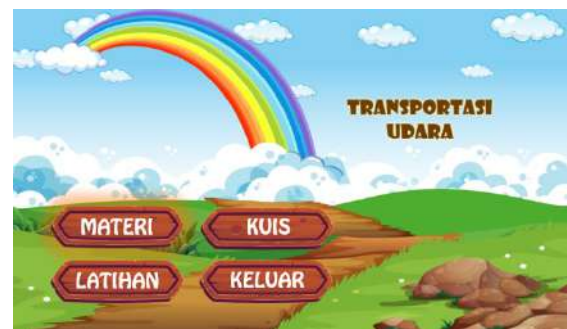 TRANSPORTASI
UDARA
MATERI
KUIS
LATIHAN
KELUAR